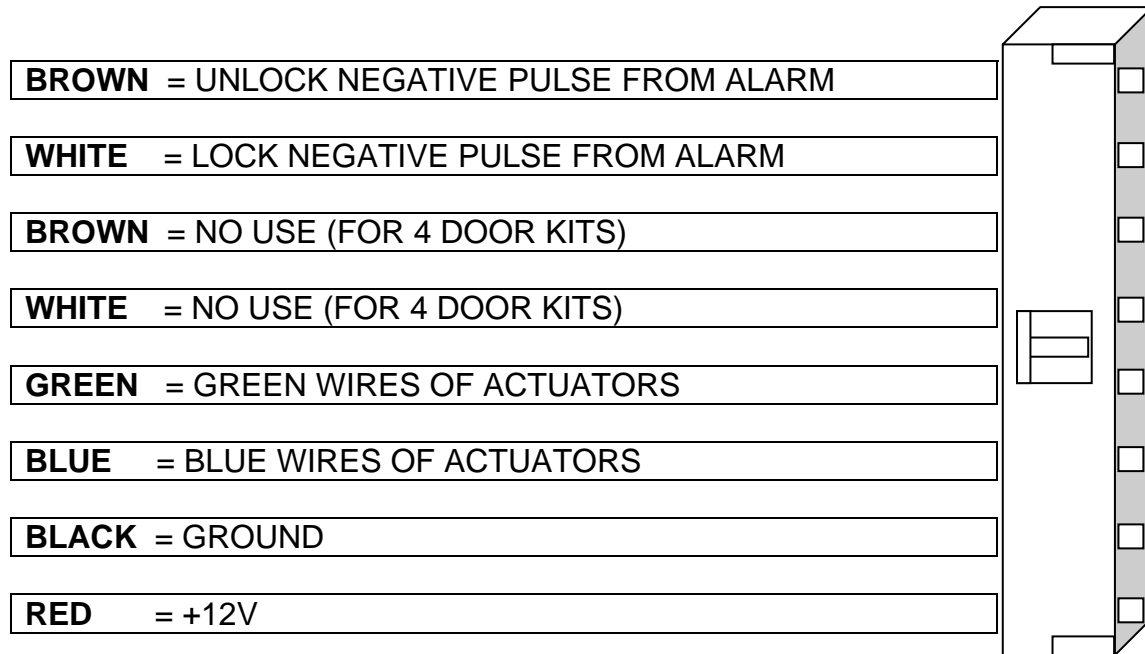 BROWN = UNLOCK NEGATIVE PULSE FROM ALARM
WHITE = LOCK NEGATIVE PULSE FROM ALARM
BROWN = NO USE (FOR 4 DOOR KITS)
WHITE = NO USE (FOR 4 DOOR KITS)
GREEN = GREEN WIRES OF ACTUATORS
BLUE = BLUE WIRES OF ACTUATORS
BLACK = GROUND
RED = +12V